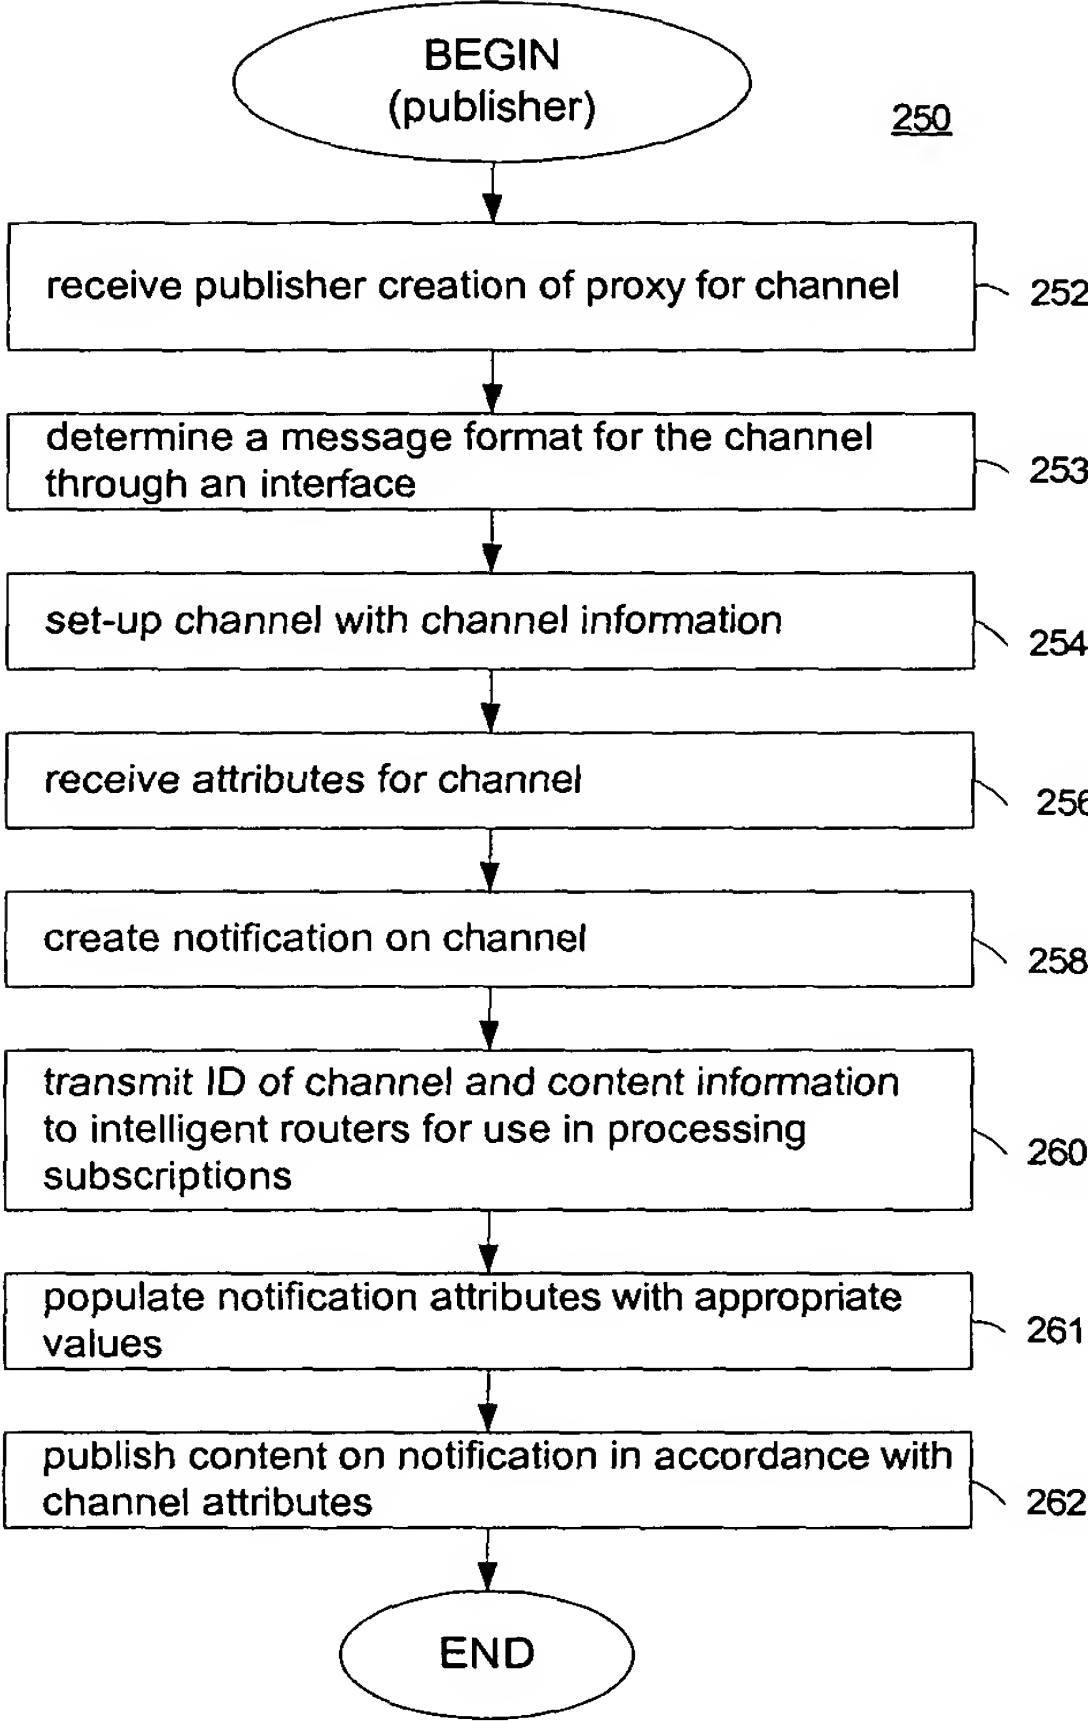 BEGIN
(publisher)
250
receive publisher creation of proxy for channel
252
determine a message format for the channel
through an interface
253
set-up channel with channel information
254
receive attributes for channel
256
create notification on channel
258
transmit ID of channel and content information
to intelligent routers for use in processing
subscriptions
260
populate notification attributes with appropriate
values
261
publish content on notification in accordance with
channel attributes
262
END